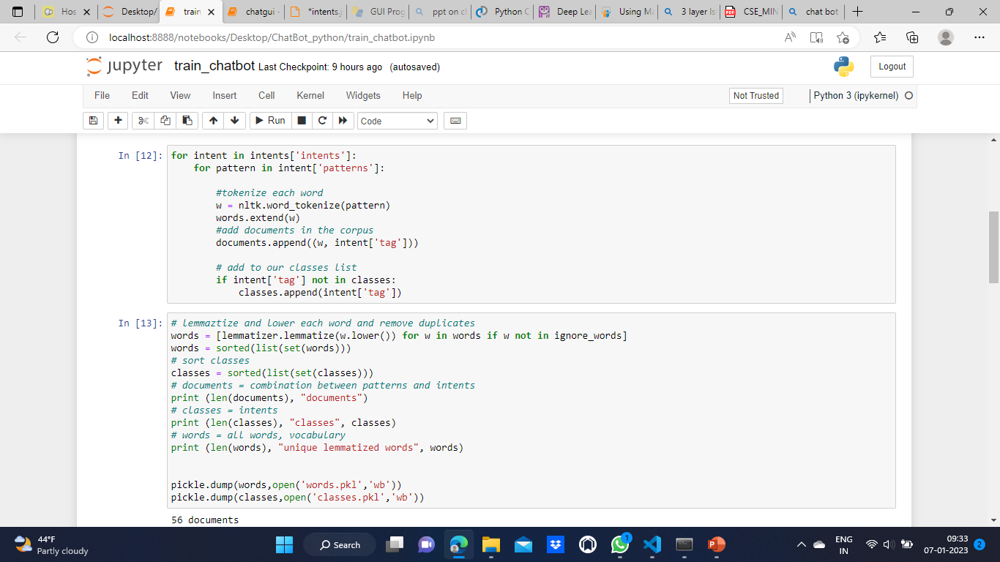 Hos
Desktop/
train
chatgui -
*intents.j
GUI Prog
ppt on cl
Python C
Deep Lea
Using Ma
3 layer ls
CSE_MIN
chat bot
localhost:8888/notebooks/Desktop/ChatBot_python/train_chatbot.ipynb
jupyter train_chatbot Last Checkpoint: 9 hours ago (autosaved)
Logout
File Edit View Insert Cell Kernel Widgets Help
Not Trusted
Python 3 (ipykernel)
Run
Code
In [12]: for intent in intents['intents']:
for pattern in intent['patterns']:
#tokenize each word
w = nltk.word_tokenize(pattern)
words.extend(w)
#add documents in the corpus
documents.append((w, intent['tag']))
# add to our classes list
if intent['tag'] not in classes:
classes.append(intent['tag'])
In [13]: # lemmaztize and lower each word and remove duplicates
words = [lemmatizer.lemmatize(w.lower()) for w in words if w not in ignore_words]
words = sorted(list(set(words)))
# sort classes
classes = sorted(list(set(classes)))
# documents = combination between patterns and intents
print (len(documents), "documents")
# classes = intents
print (len(classes), "classes", classes)
# words = all words, vocabulary
print (len(words), "unique lemmatized words", words)
pickle.dump(words,open('words.pkl','wb'))
pickle.dump(classes,open('classes.pkl','wb'))
56 documents
44°F
Partly cloudy
Search
1
ENG
IN
09:33
07-01-2023
2